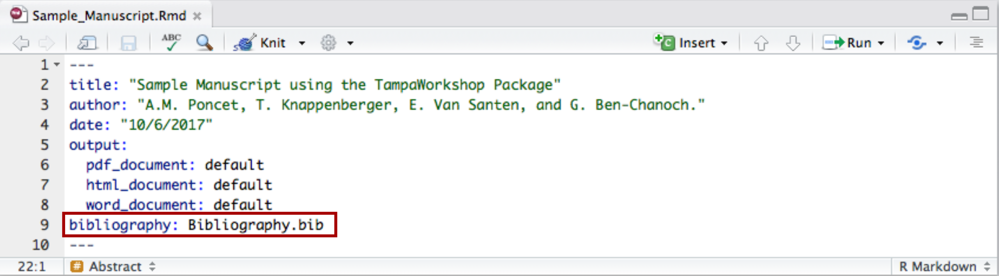 Sample_Manuscript.Rmd
ABC Knit Insert Run
1 ---
2 title: "Sample Manuscript using the TampaWorkshop Package"
3 author: "A.M. Poncet, T. Knappenberger, E. Van Santen, and G. Ben-Chanoch."
4 date: "10/6/2017"
5 output:
6   pdf_document: default
7   html_document: default
8   word_document: default
9 bibliography: Bibliography.bib
10 ---
22:1 # Abstract R Markdown